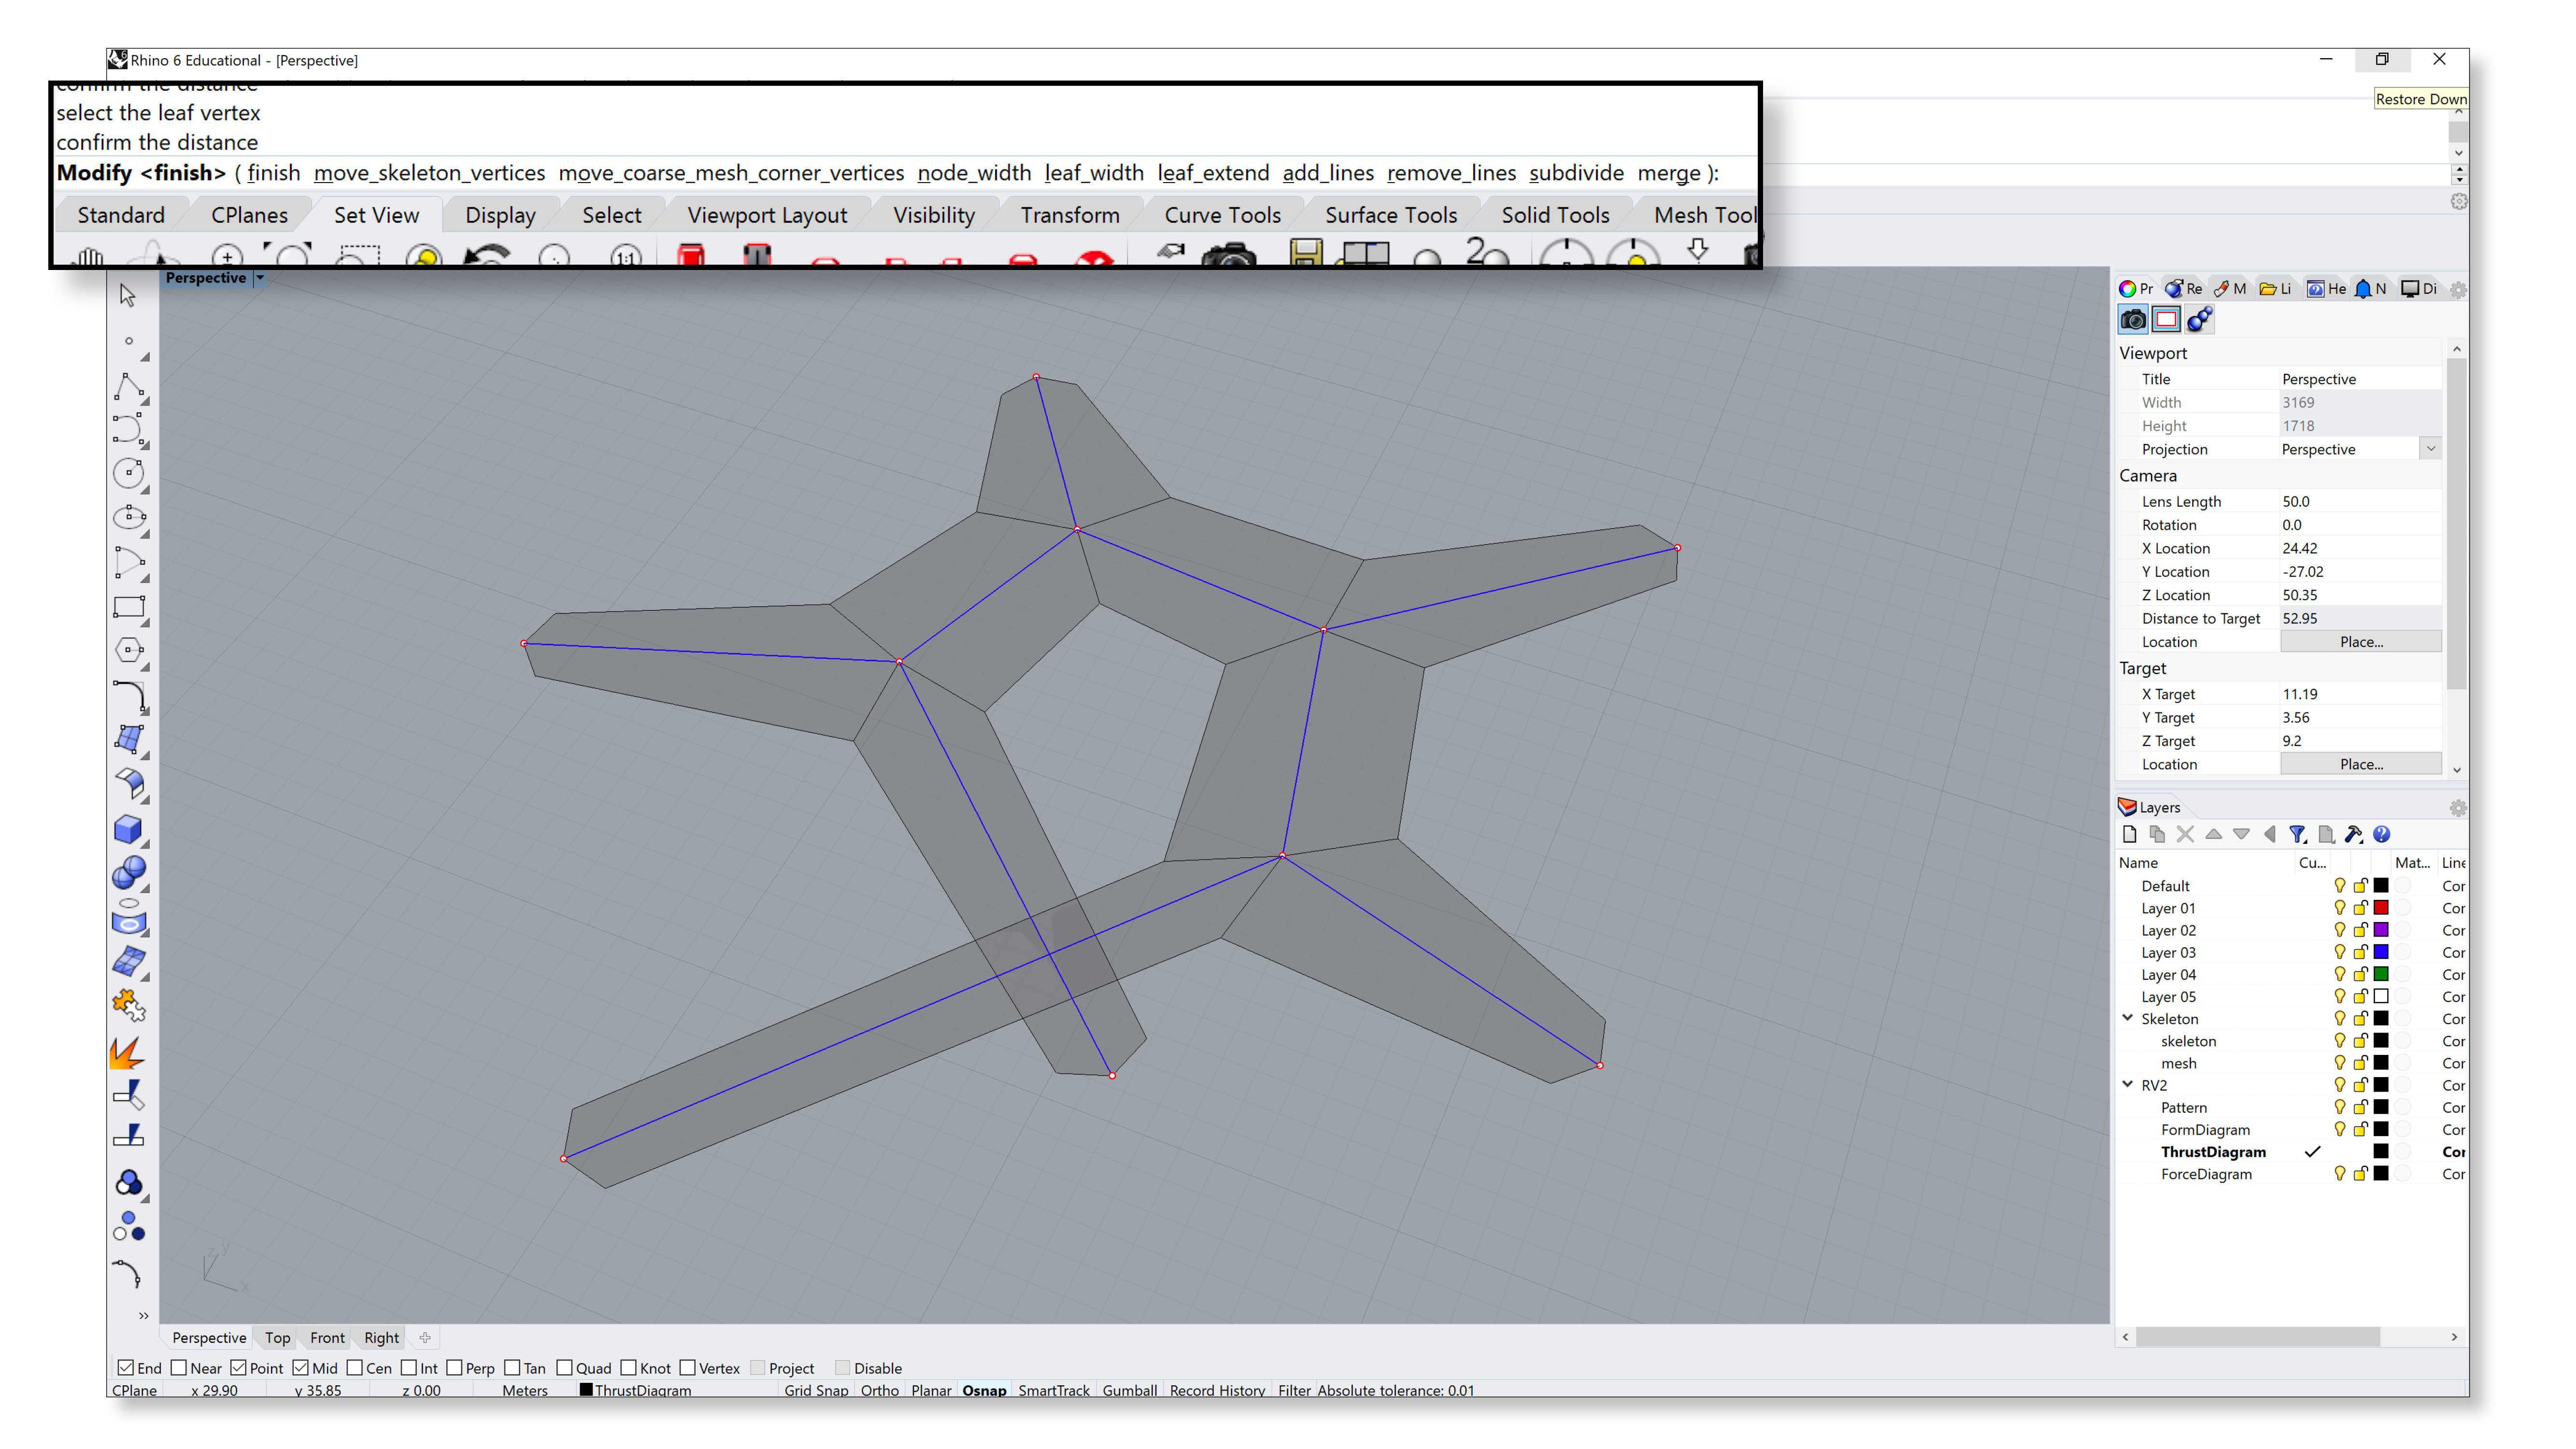 Rhino 6 Educational - [Perspective]
Restore Down
confirm the distance
select the leaf vertex
confirm the distance
Modify <finish> ( finish move_skeleton_vertices move_coarse_mesh_corner_vertices node_width leaf_width leaf_extend add_lines remove_lines subdivide merge ):
Standard CPlanes Set View Display Select Viewport Layout Visibility Transform Curve Tools Surface Tools Solid Tools Mesh Tool
1:1 2
Perspective
Pr Re M Li He N Di
Viewport
Title Perspective
Width 3169
Height 1718
Projection Perspective
Camera
Lens Length 50.0
Rotation 0.0
X Location 24.42
Y Location -27.02
Z Location 50.35
Distance to Target 52.95
Location Place...
Target
X Target 11.19
Y Target 3.56
Z Target 9.2
Location Place...
Layers
Name Cu... Mat... Line
Default Cor
Layer 01 Cor
Layer 02 Cor
Layer 03 Cor
Layer 04 Cor
Layer 05 Cor
Skeleton Cor
skeleton Cor
mesh Cor
RV2 Cor
Pattern Cor
FormDiagram Cor
ThrustDiagram Cor
ForceDiagram Cor
z y
x
Perspective Top Front Right
End Near Point Mid Cen Int Perp Tan Quad Knot Vertex Project Disable
CPlane x 29.90 y 35.85 z 0.00 Meters ThrustDiagram Grid Snap Ortho Planar Osnap SmartTrack Gumball Record History Filter Absolute tolerance: 0.01